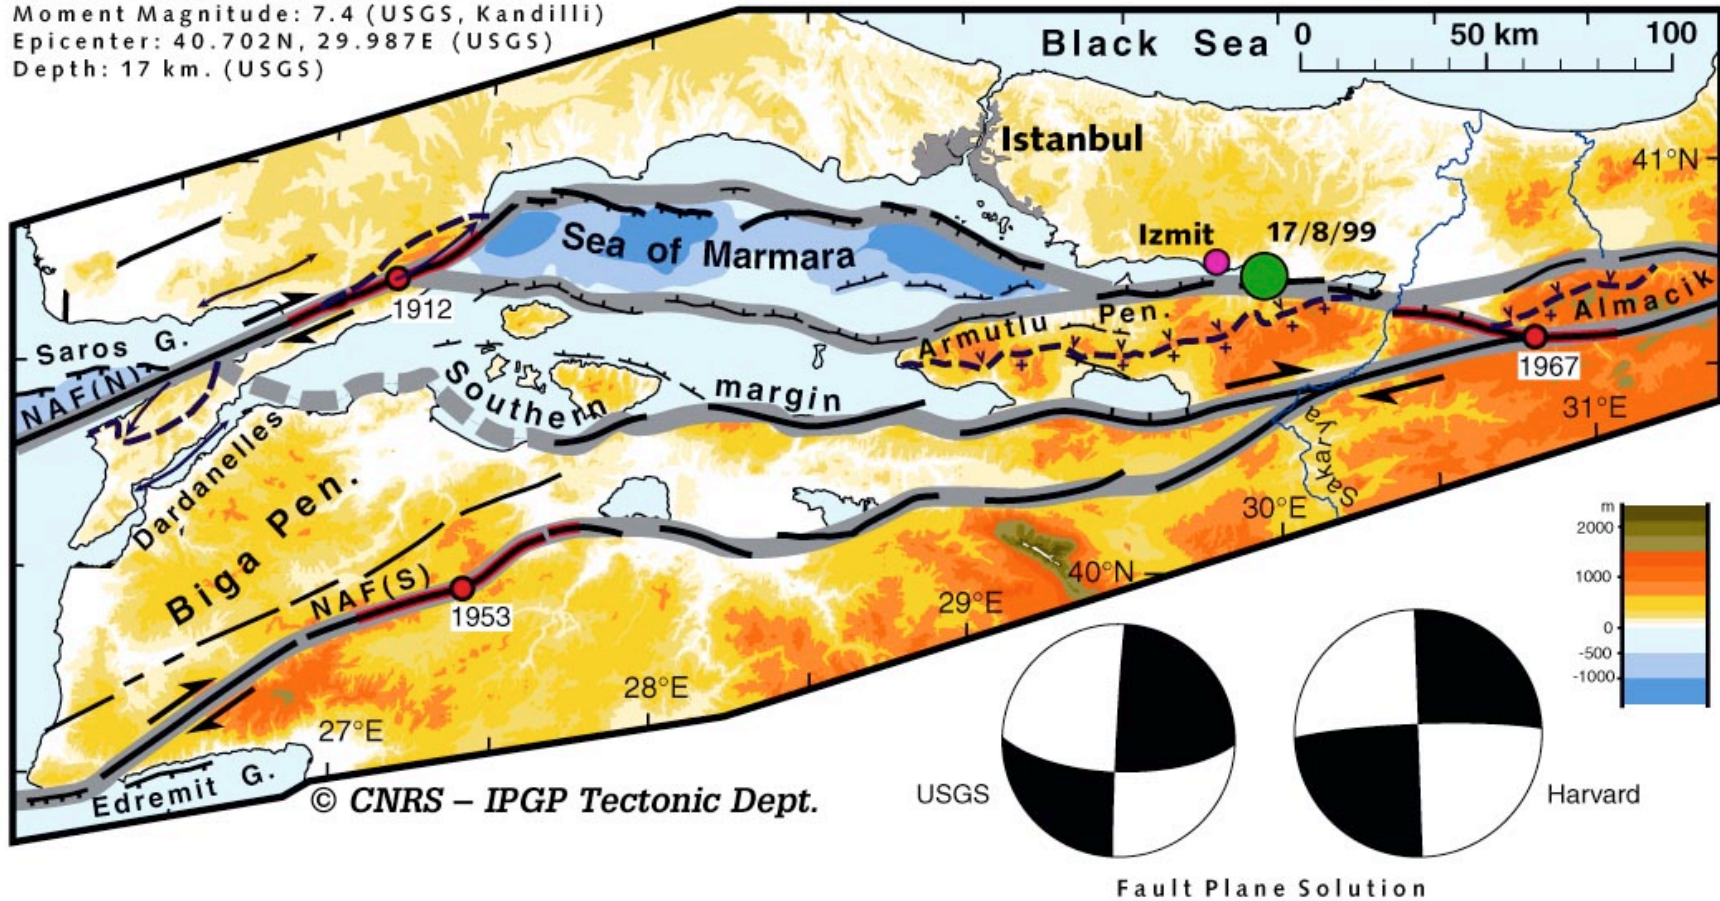 Moment Magnitude: 7.4 (USGS, Kandilli)
Epicenter: 40.702N, 29.987E (USGS)
Depth: 17 km. (USGS)
Black Sea
0 50 km 100
Istanbul
41°N
Izmit
17/8/99
Sea of Marmara
1912
Armutlu Pen.
Almacik
Saros G.
1967
NAF(N)
Southern margin
31°E
Dardanelles
Sakarya
Biga Pen.
30°E
m
2000
1000
0
-500
-1000
NAF(S)
40°N
1953
29°E
28°E
27°E
Edremit G.
© CNRS – IPGP Tectonic Dept.
USGS
Harvard
Fault Plane Solution